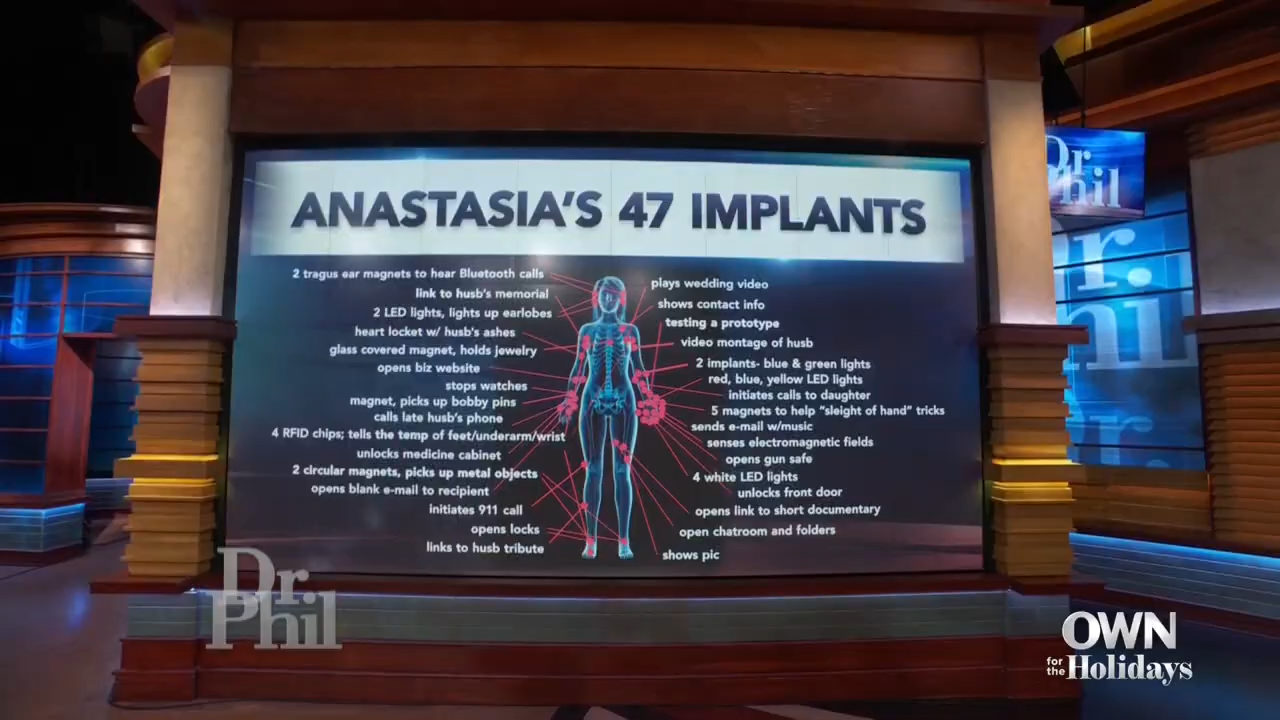 ANASTASIA'S 47 IMPLANTS
2 tragus ear magnets to hear Bluetooth calls
link to husb's memorial
2 LED lights, lights up earlobes
heart locket w/ husb's ashes
glass covered magnet, holds jewelry
opens biz website
stops watches
magnet, picks up bobby pins
calls late husb's phone
4 RFID chips; tells the temp of feet/underarm/wrist
unlocks medicine cabinet
2 circular magnets, picks up metal objects
opens blank e-mail to recipient
initiates 911 call
opens locks
links to husb tribute
plays wedding video
shows contact info
testing a prototype
video montage of husb
2 implants- blue & green lights
red, blue, yellow LED lights
initiates calls to daughter
5 magnets to help "sleight of hand" tricks
sends e-mail w/music
senses electromagnetic fields
opens gun safe
4 white LED lights
unlocks front door
opens link to short documentary
open chatroom and folders
shows pic
Dr.
Phil
Dr.
Phil
OWN
for the Holidays